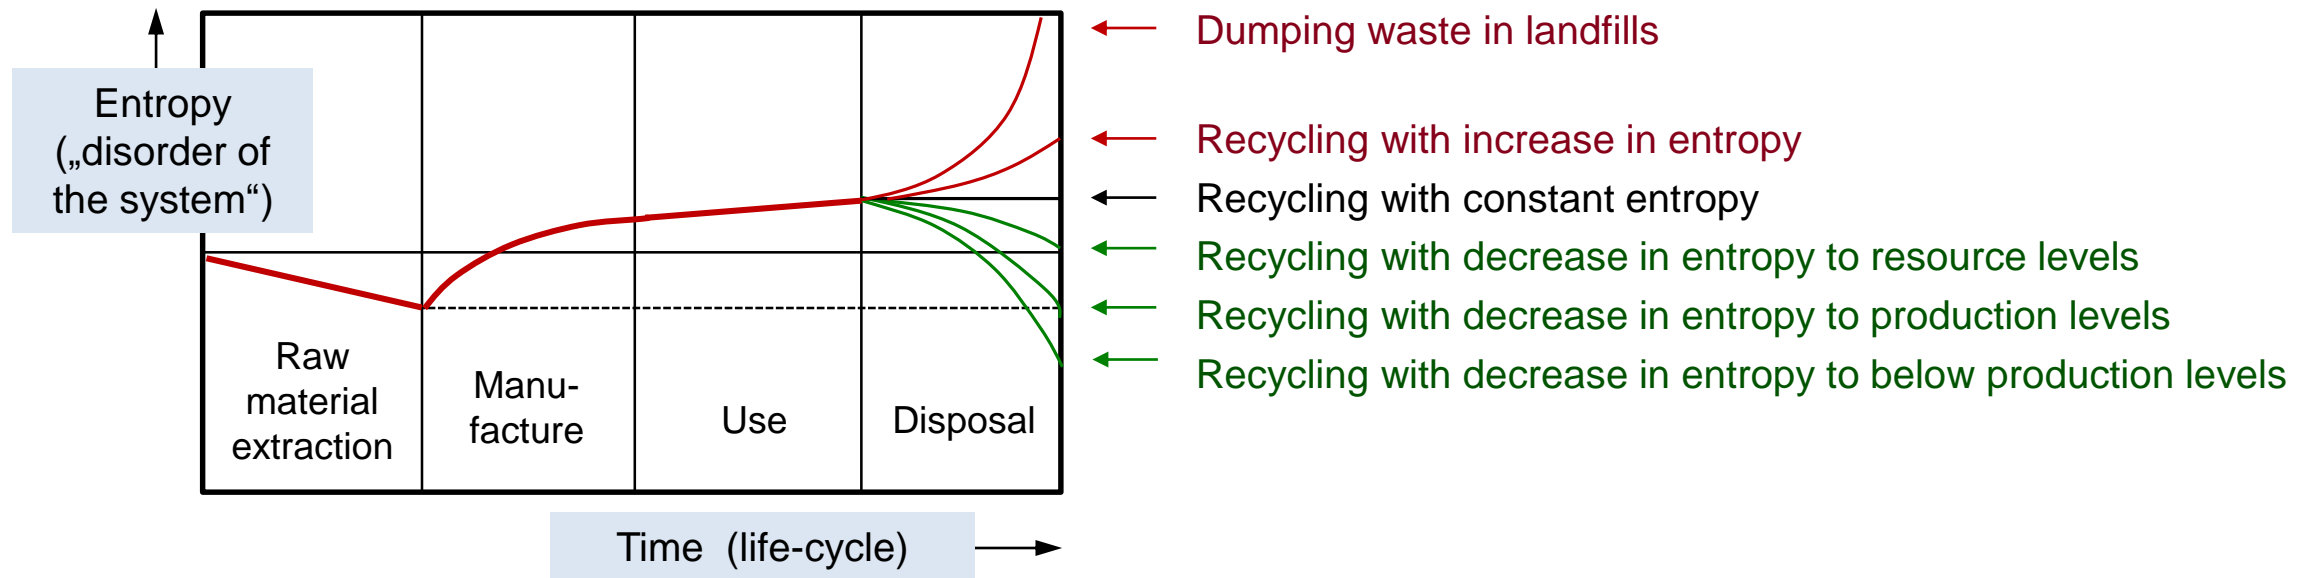 Entropy
(„disorder of
the system“)
Raw
material
extraction
Manu-
facture
Use
Disposal
Time (life-cycle)
Dumping waste in landfills
Recycling with increase in entropy
Recycling with constant entropy
Recycling with decrease in entropy to resource levels
Recycling with decrease in entropy to production levels
Recycling with decrease in entropy to below production levels